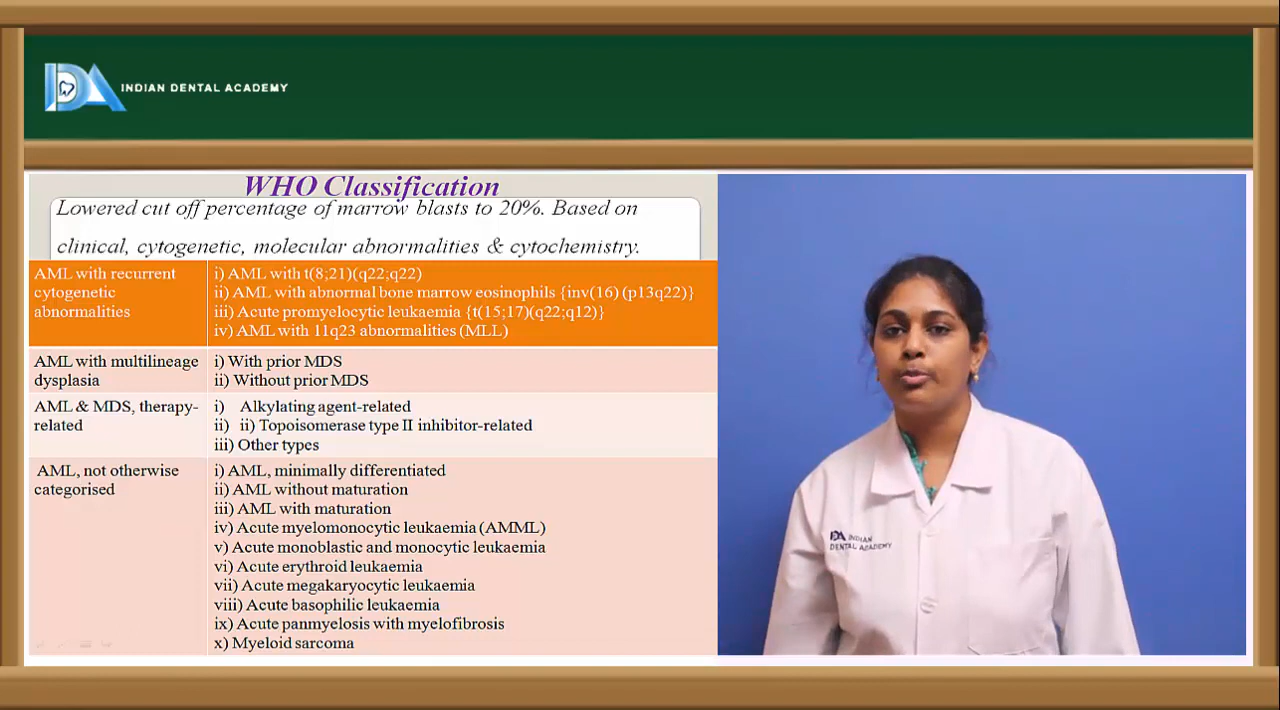 IDA INDIAN DENTAL ACADEMY
WHO Classification
Lowered cut off percentage of marrow blasts to 20%. Based on
clinical, cytogenetic, molecular abnormalities & cytochemistry.
AML with recurrent
cytogenetic
abnormalities
i) AML with t(8;21)(q22;q22)
ii) AML with abnormal bone marrow eosinophils {inv(16) (p13q22)}
iii) Acute promyelocytic leukaemia {t(15;17)(q22;q12)}
iv) AML with 11q23 abnormalities (MLL)
AML with multilineage
dysplasia
i) With prior MDS
ii) Without prior MDS
AML & MDS, therapy-
related
i) Alkylating agent-related
ii) ii) Topoisomerase type II inhibitor-related
iii) Other types
AML, not otherwise
categorised
i) AML, minimally differentiated
ii) AML without maturation
iii) AML with maturation
iv) Acute myelomonocytic leukaemia (AMML)
v) Acute monoblastic and monocytic leukaemia
vi) Acute erythroid leukaemia
vii) Acute megakaryocytic leukaemia
viii) Acute basophilic leukaemia
ix) Acute panmyelosis with myelofibrosis
x) Myeloid sarcoma
IDA INDIAN
DENTAL ACADEMY